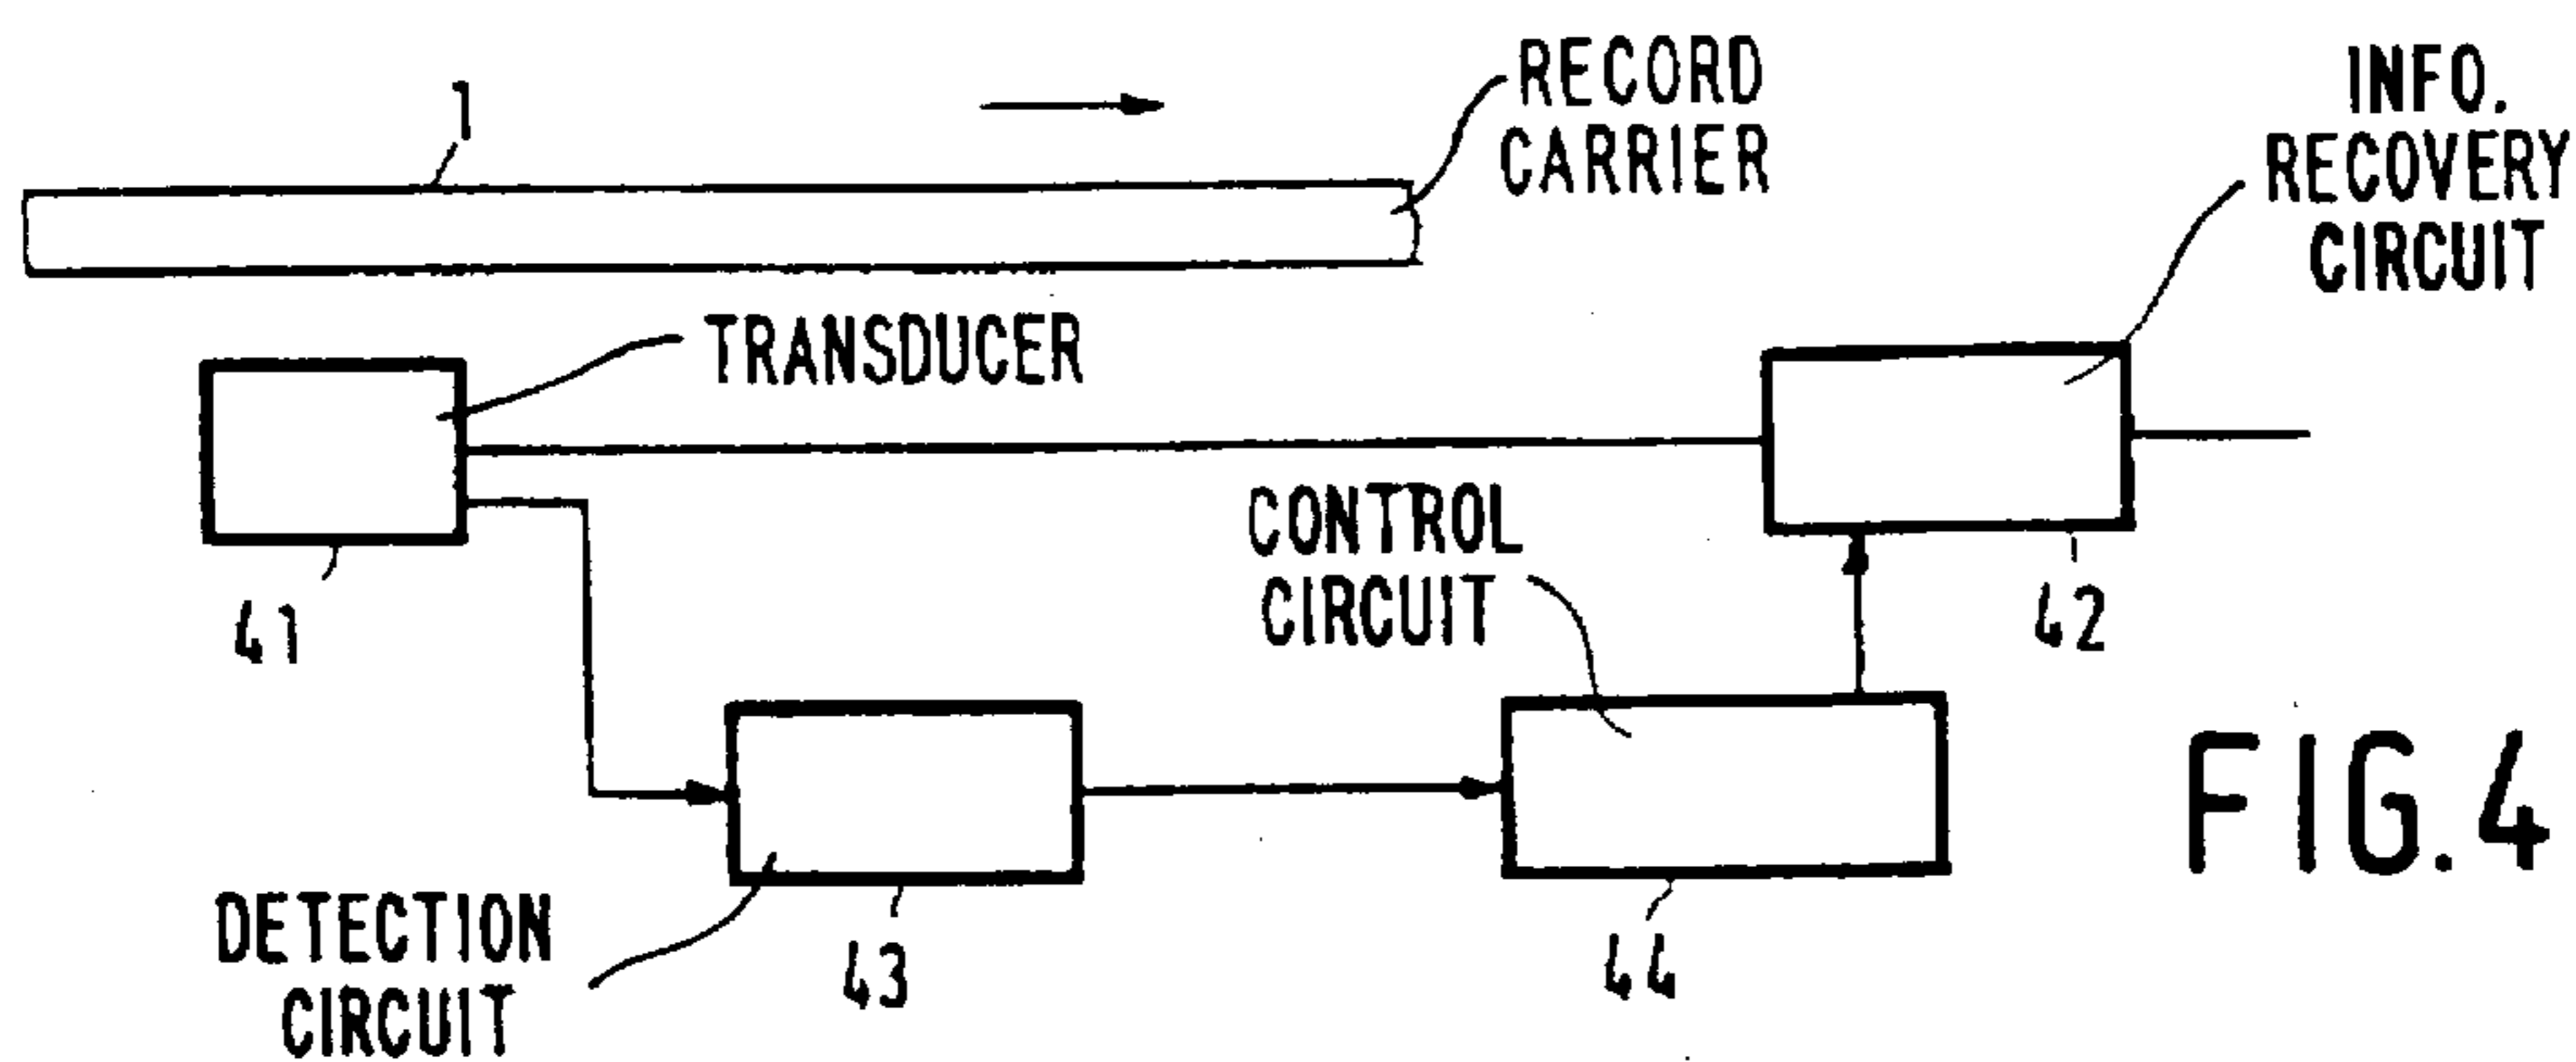 1
RECORD
CARRIER
INFO.
RECOVERY
CIRCUIT
TRANSDUCER
41
CONTROL
CIRCUIT
42
DETECTION
CIRCUIT
43
44
FIG.4